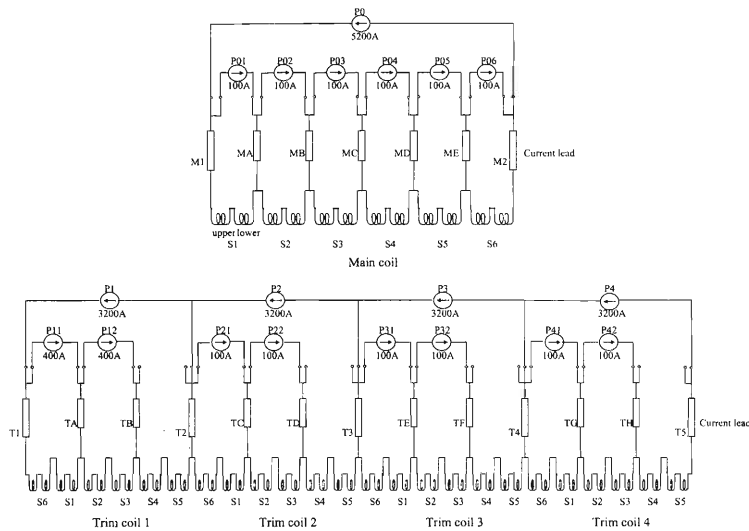 P0
5200A
P01 P02 P03 P04 P05 P06
100A 100A 100A 100A 100A 100A
M1 MA MB MC MD ME M2 Current lead
upper lower
S1 S2 S3 S4 S5 S6
Main coil
P1 P2 P3 P4
3200A 3200A 3200A 3200A
P11 P12 P21 P22 P31 P32 P41 P42
400A 400A 100A 100A 100A 100A 100A 100A
T1 TA TB T2 TC TD T3 TE TF T4 TG TH T5 Current lead
S6 S1 S2 S3 S4 S5 S6 S1 S2 S3 S4 S5 S6 S1 S2 S3 S4 S5 S6 S1 S2 S3 S4 S5
Trim coil 1 Trim coil 2 Trim coil 3 Trim coil 4